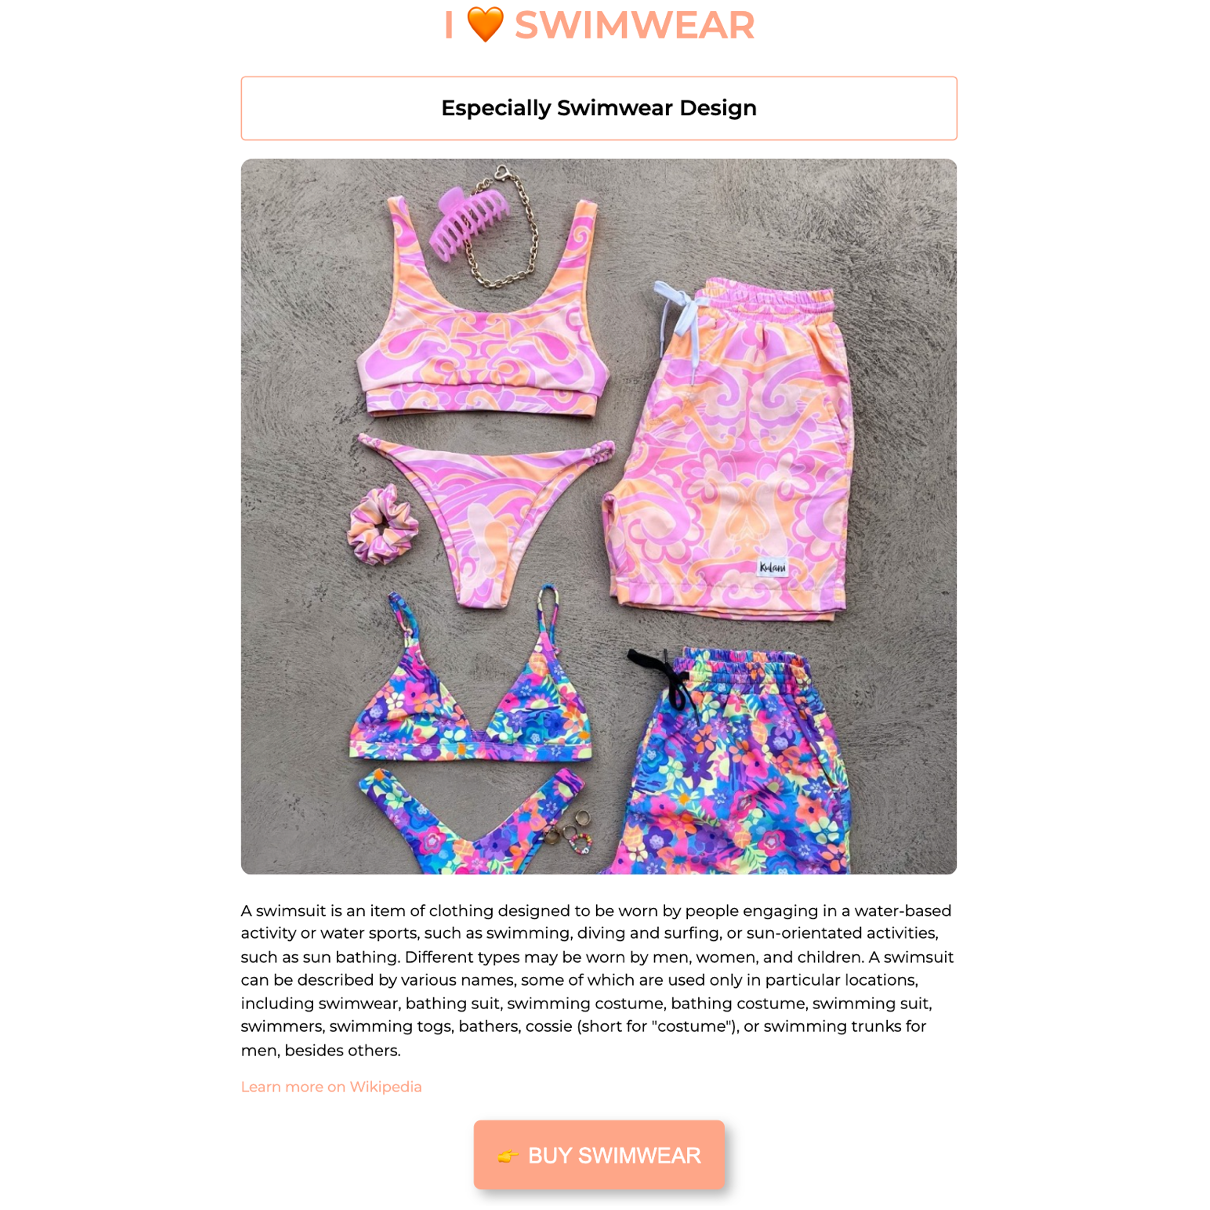 I 🧡 SWIMWEAR
Especially Swimwear Design
Kulani
A swimsuit is an item of clothing designed to be worn by people engaging in a water-based
activity or water sports, such as swimming, diving and surfing, or sun-orientated activities,
such as sun bathing. Different types may be worn by men, women, and children. A swimsuit
can be described by various names, some of which are used only in particular locations,
including swimwear, bathing suit, swimming costume, bathing costume, swimming suit,
swimmers, swimming togs, bathers, cossie (short for "costume"), or swimming trunks for
men, besides others.
Learn more on Wikipedia
👉 BUY SWIMWEAR